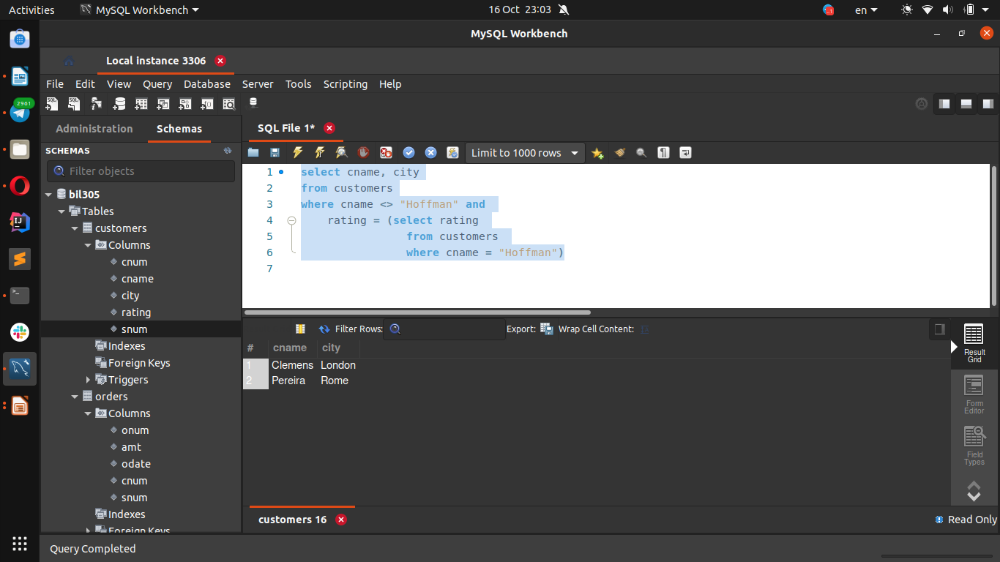 Activities MySQL Workbench 16 Oct 23:03 en
MySQL Workbench
Local instance 3306
File Edit View Query Database Server Tools Scripting Help
2961
Administration Schemas SQL File 1*
SCHEMAS Limit to 1000 rows
Filter objects
bil305
Tables
customers
Columns
cnum
cname
city
rating
snum
Indexes
Foreign Keys
Triggers
orders
Columns
onum
amt
odate
cnum
snum
Indexes
Foreign Keys
1 select cname, city
2 from customers
3 where cname <> "Hoffman" and
4 rating = (select rating
5 from customers
6 where cname = "Hoffman")
7
Filter Rows: Export: Wrap Cell Content:
# cname city
1 Clemens London
2 Pereira Rome
Result
Grid
Form
Editor
Field
Types
customers 16 Read Only
Query Completed